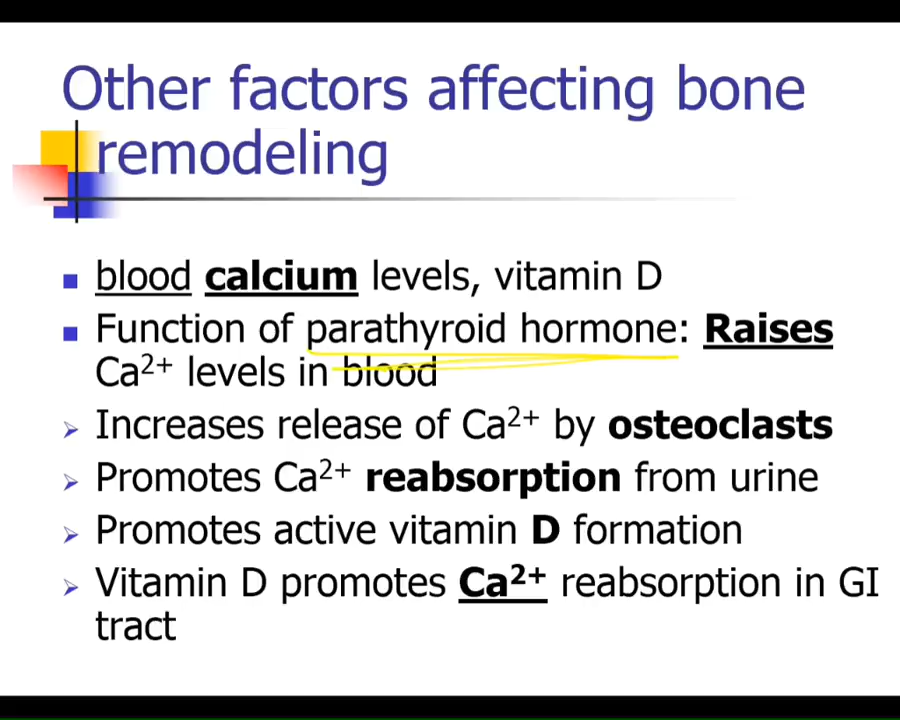 Other factors affecting bone
remodeling
blood calcium levels, vitamin D
Function of parathyroid hormone: Raises
Ca²⁺ levels in blood
Increases release of Ca²⁺ by osteoclasts
Promotes Ca²⁺ reabsorption from urine
Promotes active vitamin D formation
Vitamin D promotes Ca²⁺ reabsorption in GI
tract